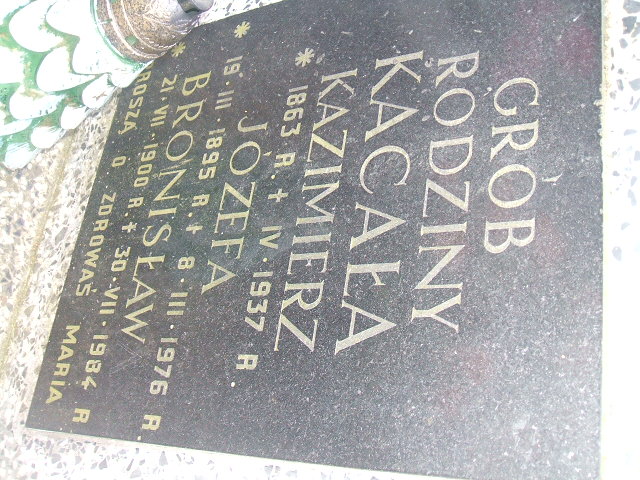 GRÓB
RODZINY
KACAŁA
KAZIMIERZ
* 1863 R. + IV · 1937 R
JÓZEFA
* 19 · III · 1895 R. + 8 · III · 1976 R
BRONISŁAW
* 21 · VII · 1900 R. + 30 · VII · 1984 R
PROSZĄ O ZDROWAŚ MARIA